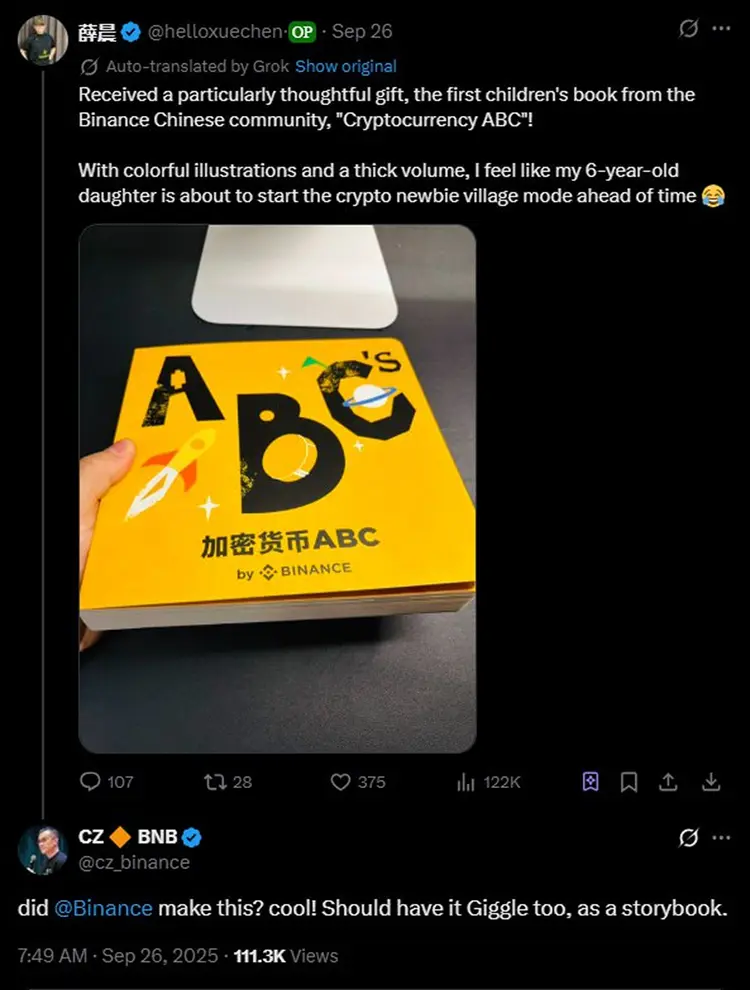 薛晨 @helloxuechen · OP · Sep 26
Auto-translated by Grok Show original
Received a particularly thoughtful gift, the first children's book from the
Binance Chinese community, "Cryptocurrency ABC"!
With colorful illustrations and a thick volume, I feel like my 6-year-old
daughter is about to start the crypto newbie village mode ahead of time 😂
ABC's
加密货币ABC
by BINANCE
107 28 375 122K
CZ 🔶 BNB
@cz_binance
did @Binance make this? cool! Should have it Giggle too, as a storybook.
7:49 AM · Sep 26, 2025 · 111.3K Views